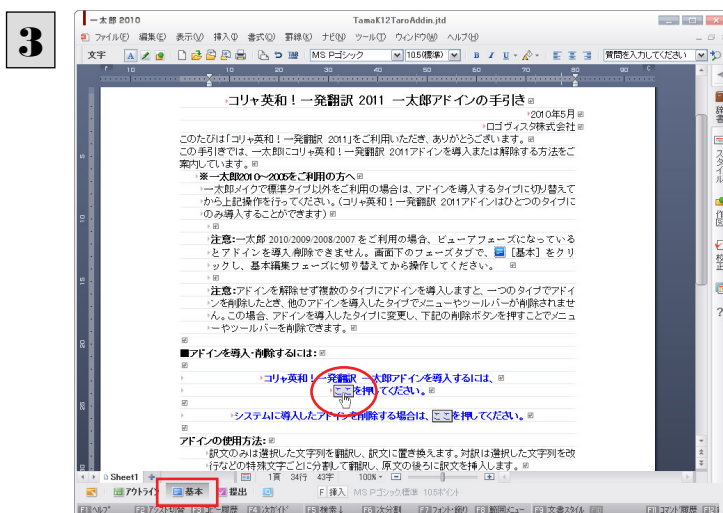 3
一太郎 2010
TamaK12TaroAddin.jtd
ファイル(F) 編集(E) 表示(V) 挿入(I) 書式(O) 罫線(K) ナビ(N) ツール(T) ウィンドウ(W) ヘルプ(H)
文字 MS Pゴシック 10.5(標準) B I U 質問を入力してください
10 10 20 30 40 50 60 70 80 90
コリャ英和!一発翻訳 2011 一太郎アドインの手引き
2010年5月
ロゴヴィスタ株式会社
このたびは「コリャ英和!一発翻訳 2011」をご利用いただき、ありがとうございます。
この手引きでは、一太郎にコリャ英和!一発翻訳 2011アドインを導入または解除する方法をご
案内しています。
※一太郎2010~2005をご利用の方へ
一太郎メイクで標準タイプ以外をご利用の場合は、アドインを導入するタイプに切り替えて
から上記操作を行ってください。(コリャ英和!一発翻訳 2011アドインはひとつのタイプに
のみ導入することができます)
注意:一太郎 2010/2009/2008/2007 をご利用の場合、ビューアフェーズになっている
とアドインを導入/削除できません。画面下のフェーズタブで、 [基本] をクリ
ックし、基本編集フェーズに切り替えてから操作してください。
注意:アドインを解除せず複数のタイプにアドインを導入しますと、一つのタイプでアドイ
ンを削除したとき、他のアドインを導入したタイプでメニューやツールバーが削除されませ
ん。この場合、アドインを導入したタイプに変更し、下記の削除ボタンを押すことでメニュ
ーやツールバーを削除できます。
■アドインを導入・削除するには:
コリャ英和!一発翻訳 一太郎アドインを導入するには、
ここを押してください。
システムに導入したアドインを削除する場合は、ここを押してください。
アドインの使用方法:
訳文のみは選択した文字列を翻訳し、訳文に置き換えます。対訳は選択した文字列を改
行などの特殊文字ごとに分割して翻訳し、原文の後ろに訳文を挿入します。
辞書
スタイル
作図
校正
Sheet1 1頁 34行 43字 100%
アウトライン 基本 提出 F 挿入 MS Pゴシック標準 10.5ポイント